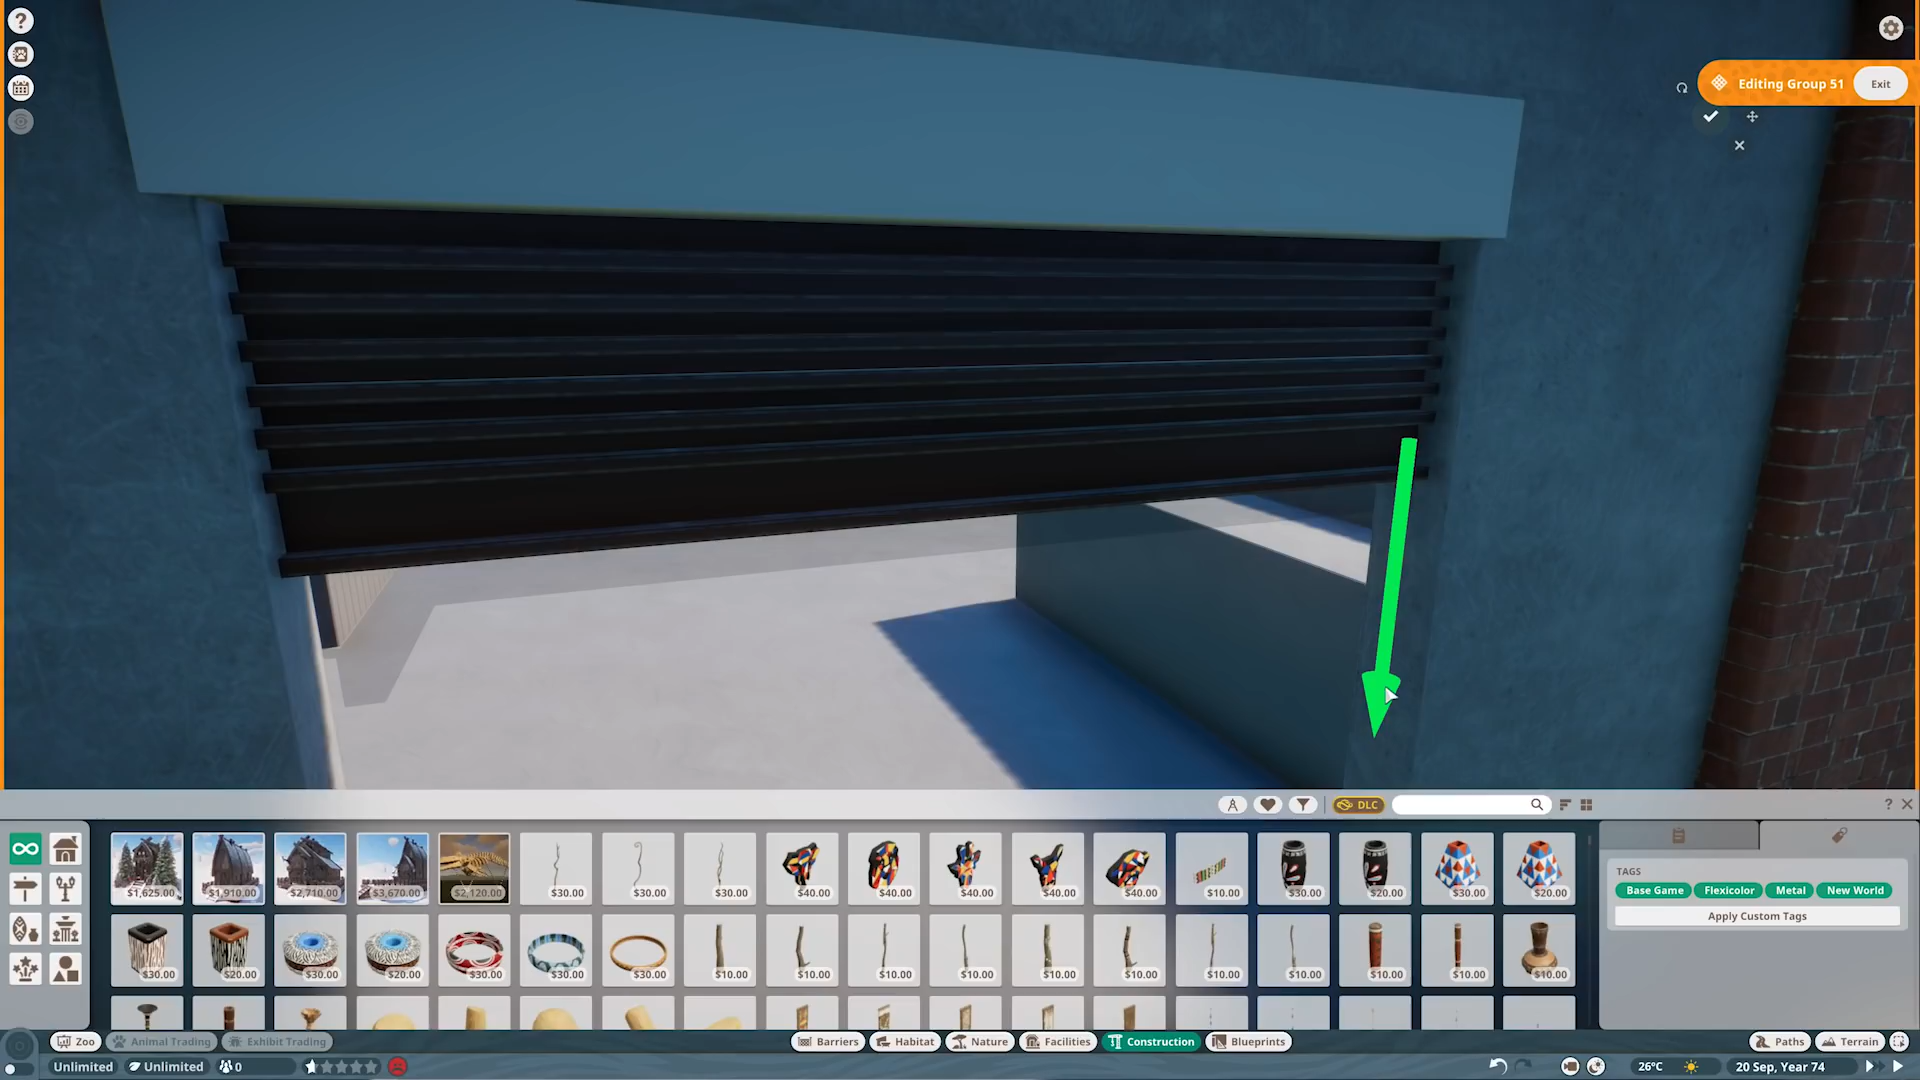 Editing Group 51
Exit
DLC
$1,625.00 $1,910.00 $2,710.00 $3,670.00 $2,120.00 $30.00 $30.00 $30.00 $40.00 $40.00 $40.00 $40.00 $40.00 $10.00 $30.00 $20.00 $30.00 $20.00
TAGS
Base Game Flexicolor Metal New World
Apply Custom Tags
$30.00 $20.00 $30.00 $20.00 $30.00 $30.00 $30.00 $10.00 $10.00 $10.00 $10.00 $10.00 $10.00 $10.00 $10.00 $10.00 $10.00 $10.00
Zoo Animal Trading Exhibit Trading Barriers Habitat Nature Facilities Construction Blueprints Paths Terrain
Unlimited Unlimited 0 26°C 20 Sep, Year 74